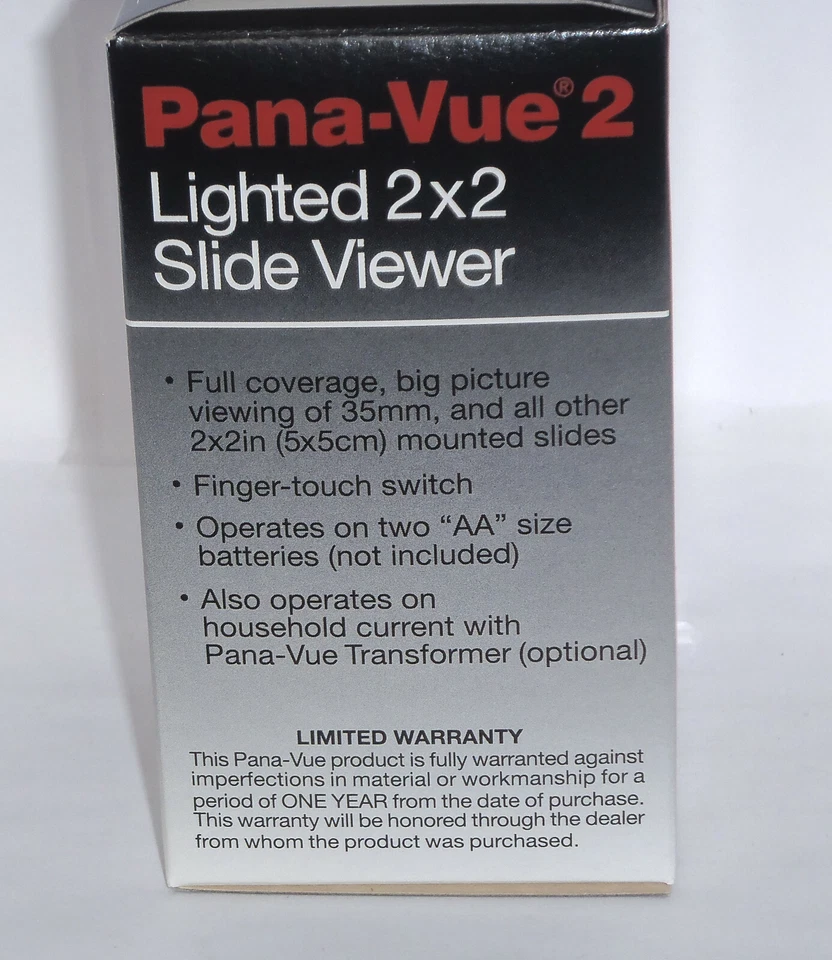 Pana-Vue® 2
Lighted 2x2
Slide Viewer
• Full coverage, big picture
viewing of 35mm, and all other
2x2in (5x5cm) mounted slides
• Finger-touch switch
• Operates on two “AA” size
batteries (not included)
• Also operates on
household current with
Pana-Vue Transformer (optional)
LIMITED WARRANTY
This Pana-Vue product is fully warranted against
imperfections in material or workmanship for a
period of ONE YEAR from the date of purchase.
This warranty will be honored through the dealer
from whom the product was purchased.